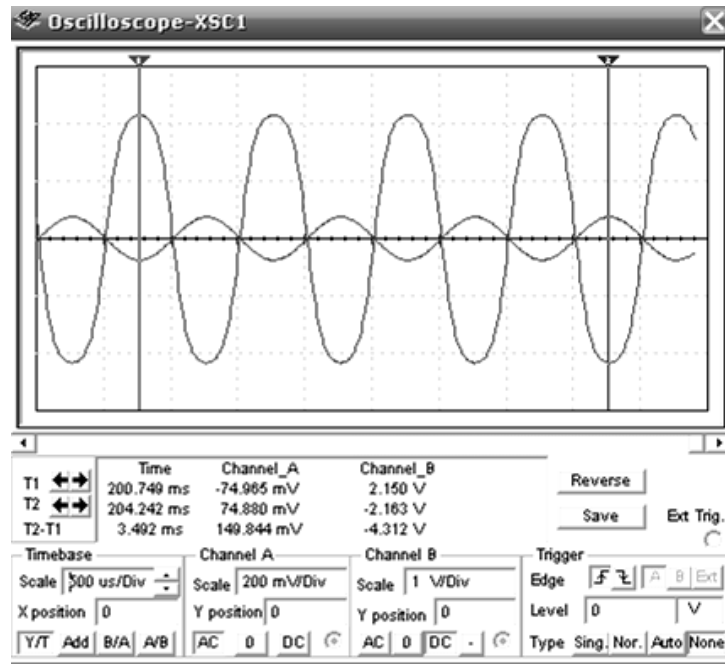 Oscilloscope-XSC1
1 2
Time Channel_A Channel_B
T1 200.749 ms -74.965 mV 2.150 V
T2 204.242 ms 74.880 mV -2.163 V
T2-T1 3.492 ms 149.844 mV -4.312 V
Reverse
Save
Ext Trig.
Timebase Channel A Channel B Trigger
Scale 500 us/Div Scale 200 mV/Div Scale 1 V/Div Edge A B Ext
X position 0 Y position 0 Y position 0 Level 0 V
Y/T Add B/A A/B AC 0 DC AC 0 DC - Type Sing. Nor. Auto None